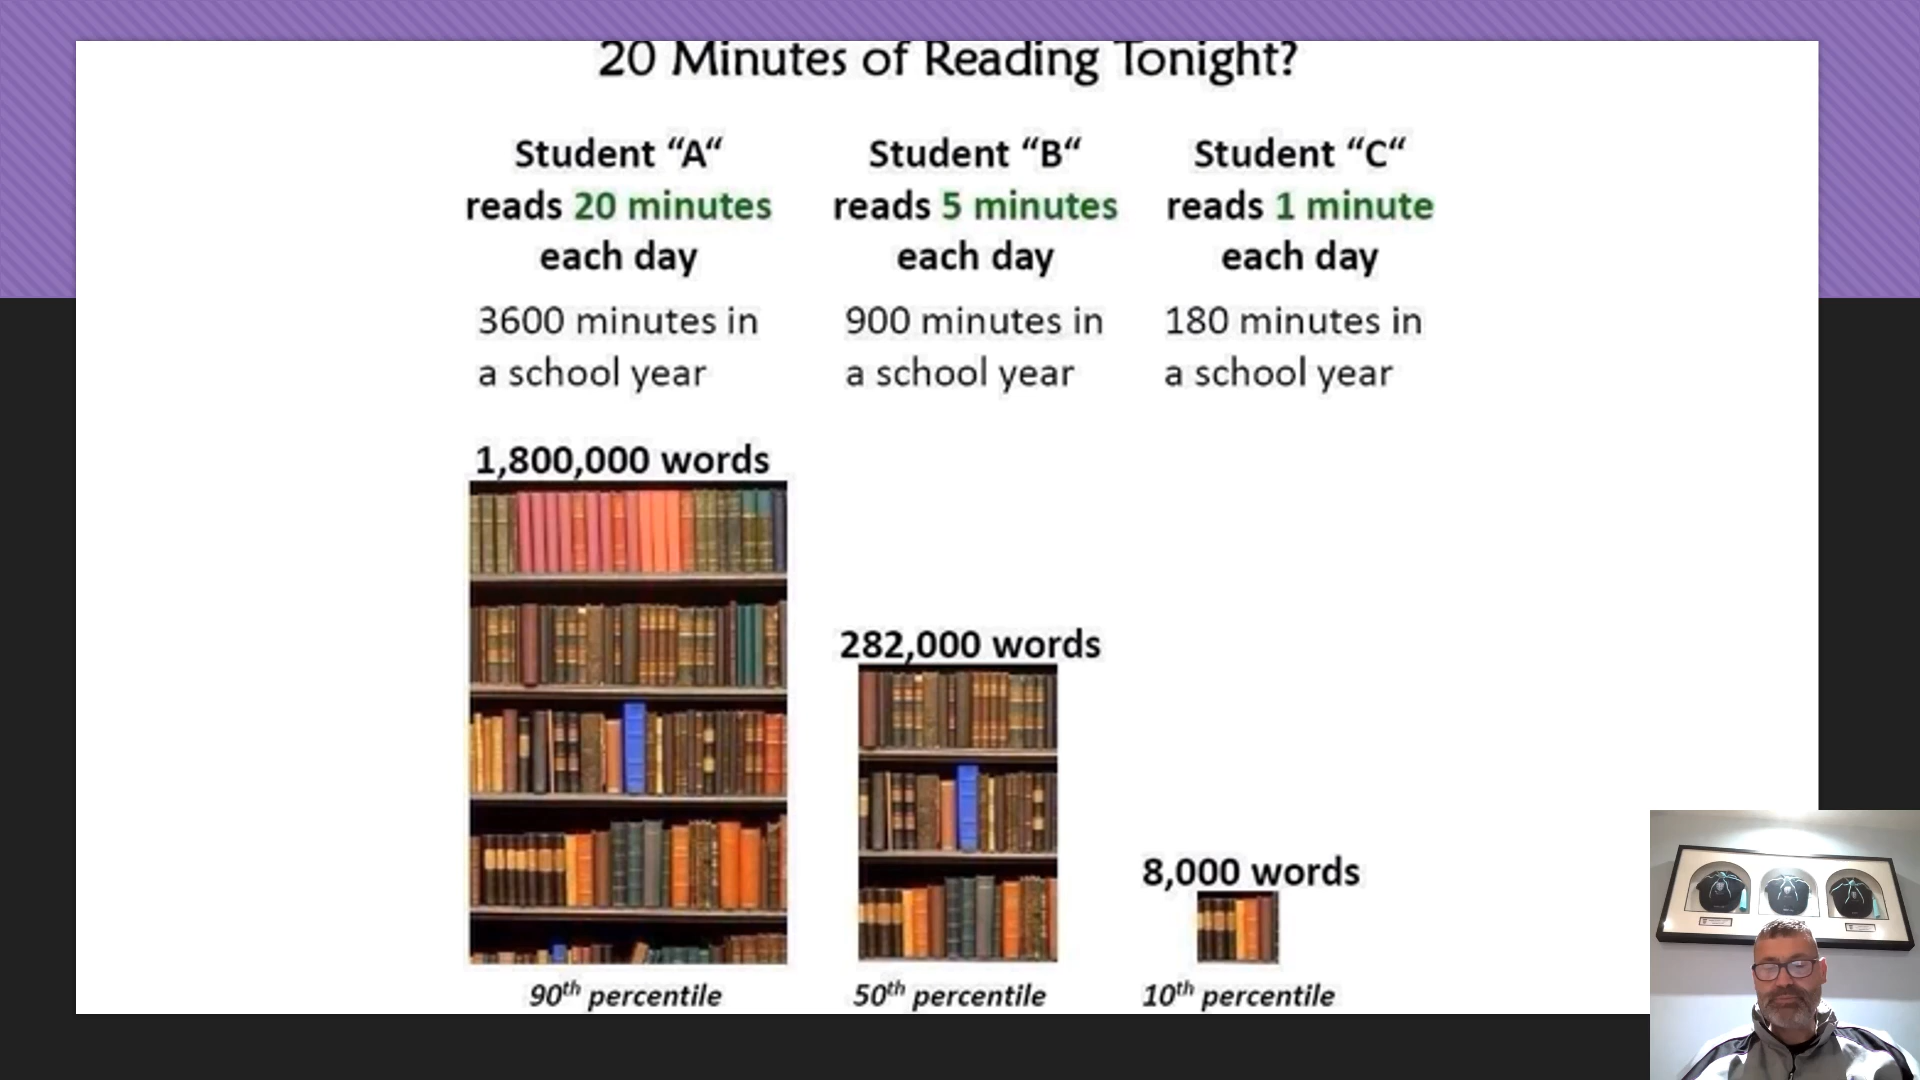 20 Minutes of Reading Tonight?
Student “A“
reads 20 minutes
each day
3600 minutes in
a school year
1,800,000 words
90th percentile
Student “B“
reads 5 minutes
each day
900 minutes in
a school year
282,000 words
50th percentile
Student “C“
reads 1 minute
each day
180 minutes in
a school year
8,000 words
10th percentile